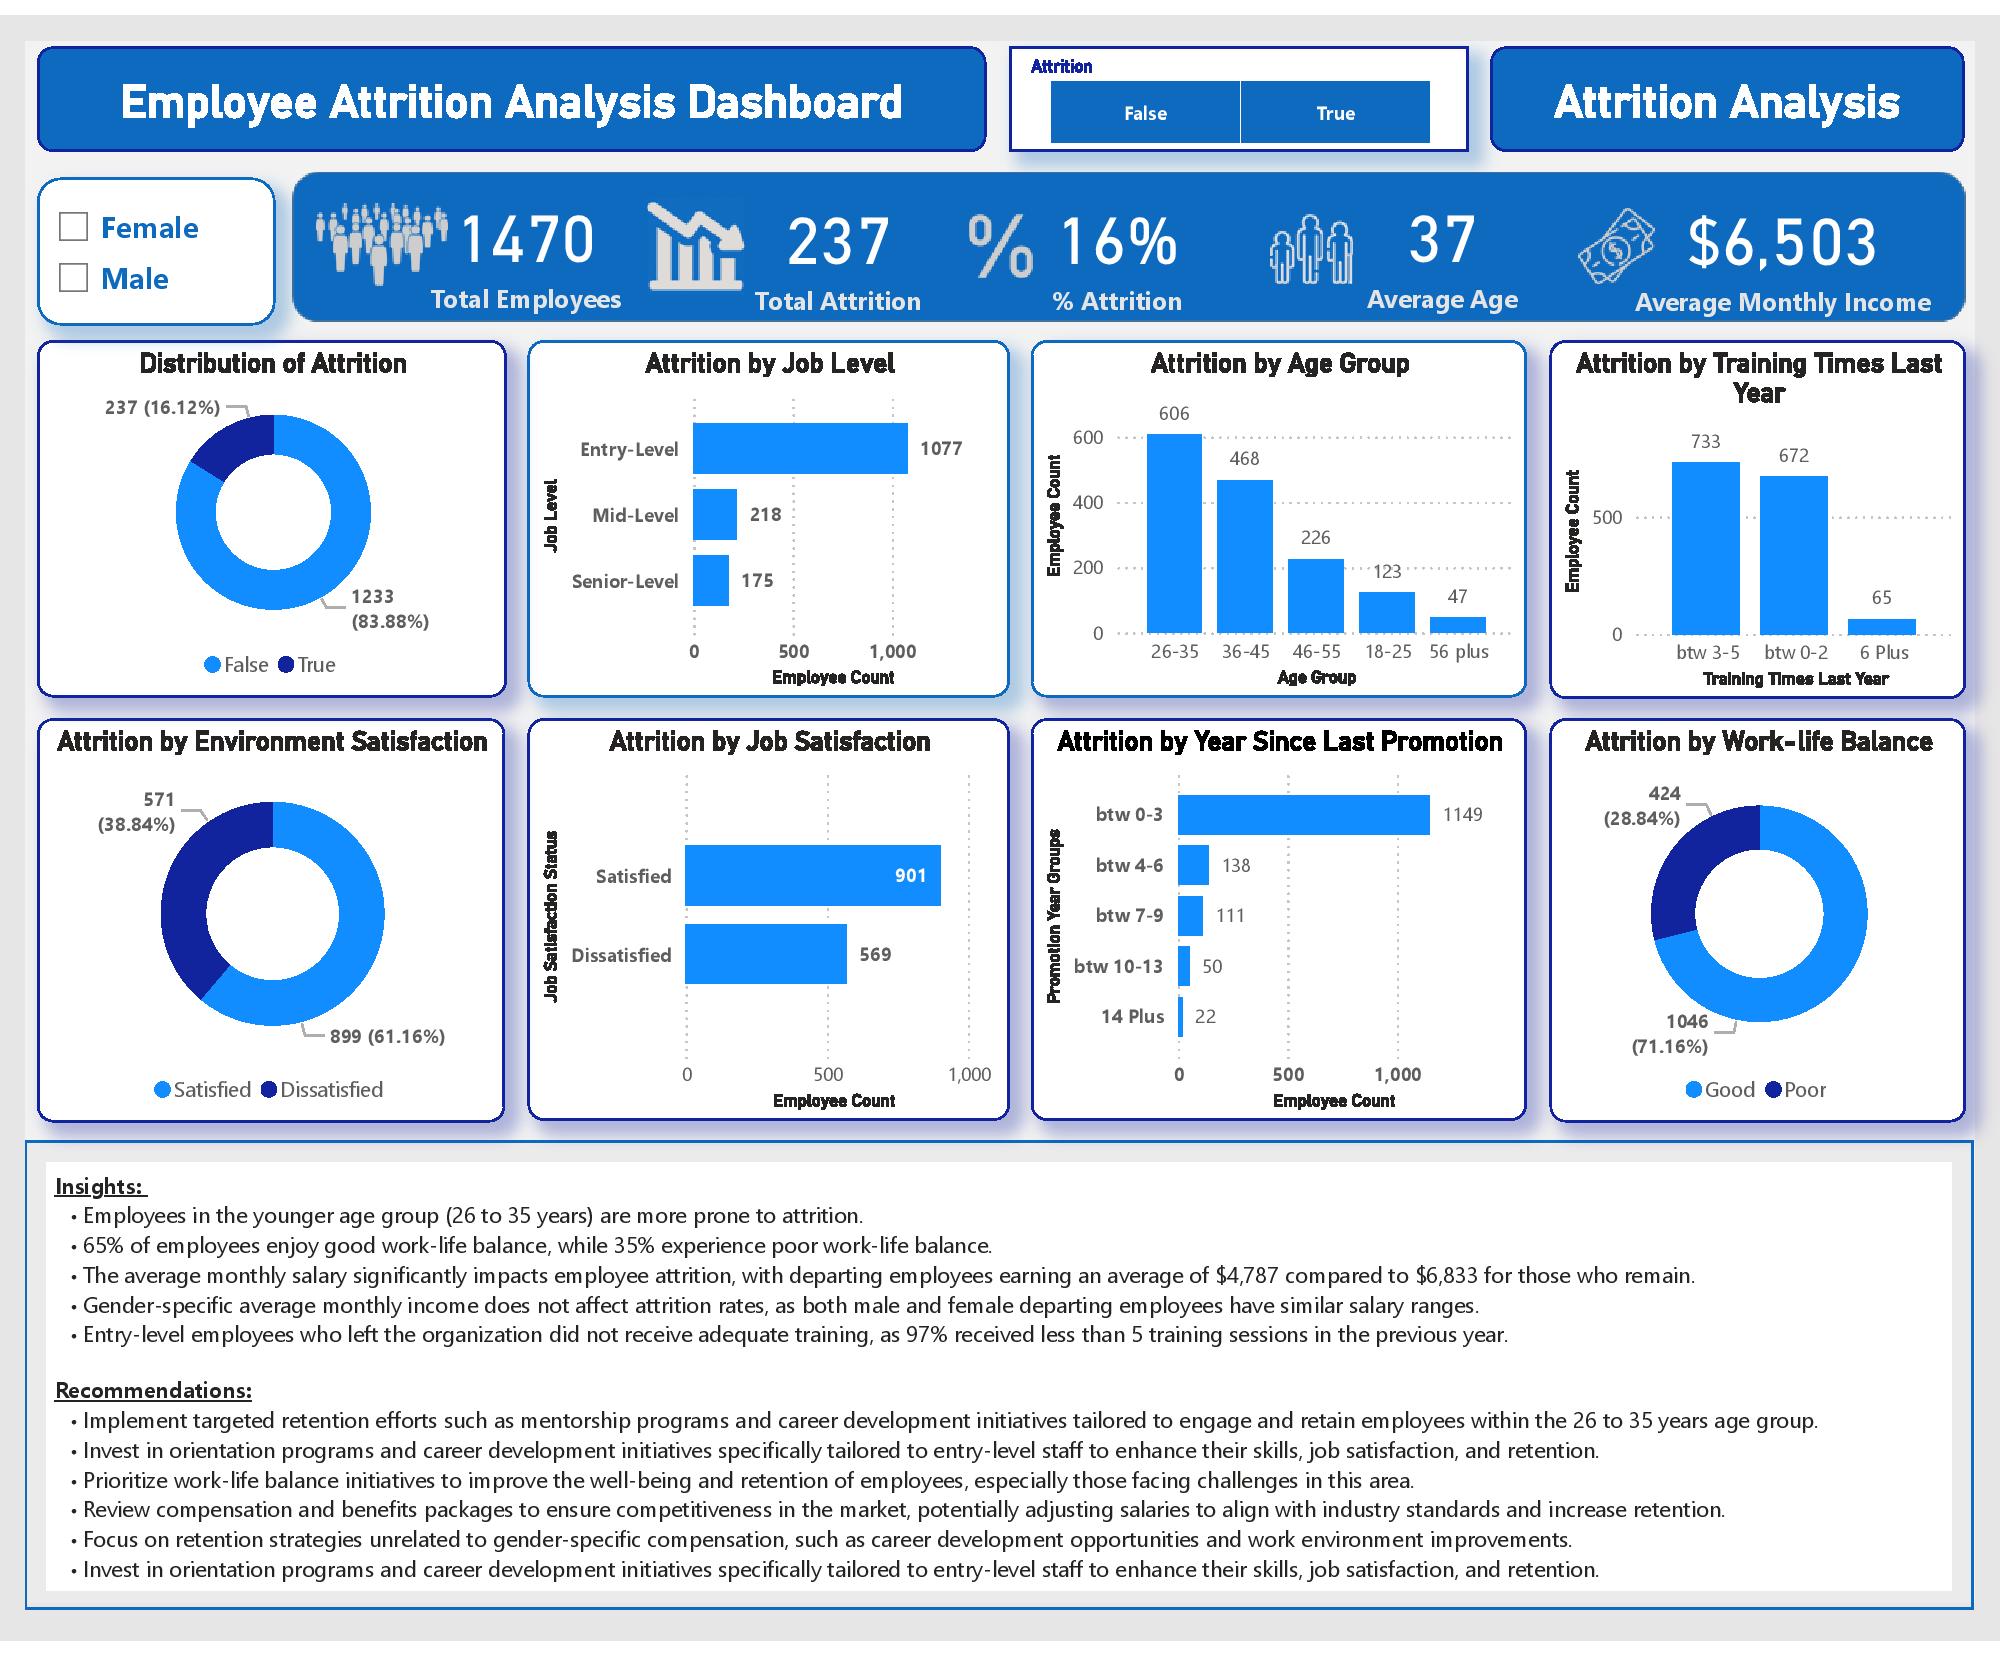 Employee Attrition Analysis Dashboard
Attrition
False True
Attrition Analysis
Female
Male
1470
Total Employees
237
Total Attrition
%
16%
% Attrition
37
Average Age
$6,503
Average Monthly Income
Distribution of Attrition
237 (16.12%)
1233
(83.88%)
False True
Attrition by Job Level
Job Level
Entry-Level 1077
Mid-Level 218
Senior-Level 175
0 500 1,000
Employee Count
Attrition by Age Group
Employee Count
600
400
200
0
606
468
226
123
47
26-35 36-45 46-55 18-25 56 plus
Age Group
Attrition by Training Times Last
Year
Employee Count
500
0
733
672
65
btw 3-5 btw 0-2 6 Plus
Training Times Last Year
Attrition by Environment Satisfaction
571
(38.84%)
899 (61.16%)
Satisfied Dissatisfied
Attrition by Job Satisfaction
Job Satisfaction Status
Satisfied 901
Dissatisfied 569
0 500 1,000
Employee Count
Attrition by Year Since Last Promotion
Promotion Year Groups
btw 0-3 1149
btw 4-6 138
btw 7-9 111
btw 10-13 50
14 Plus 22
0 500 1,000
Employee Count
Attrition by Work-life Balance
424
(28.84%)
1046
(71.16%)
Good Poor
Insights:
• Employees in the younger age group (26 to 35 years) are more prone to attrition.
• 65% of employees enjoy good work-life balance, while 35% experience poor work-life balance.
• The average monthly salary significantly impacts employee attrition, with departing employees earning an average of $4,787 compared to $6,833 for those who remain.
• Gender-specific average monthly income does not affect attrition rates, as both male and female departing employees have similar salary ranges.
• Entry-level employees who left the organization did not receive adequate training, as 97% received less than 5 training sessions in the previous year.
Recommendations:
• Implement targeted retention efforts such as mentorship programs and career development initiatives tailored to engage and retain employees within the 26 to 35 years age group.
• Invest in orientation programs and career development initiatives specifically tailored to entry-level staff to enhance their skills, job satisfaction, and retention.
• Prioritize work-life balance initiatives to improve the well-being and retention of employees, especially those facing challenges in this area.
• Review compensation and benefits packages to ensure competitiveness in the market, potentially adjusting salaries to align with industry standards and increase retention.
• Focus on retention strategies unrelated to gender-specific compensation, such as career development opportunities and work environment improvements.
• Invest in orientation programs and career development initiatives specifically tailored to entry-level staff to enhance their skills, job satisfaction, and retention.